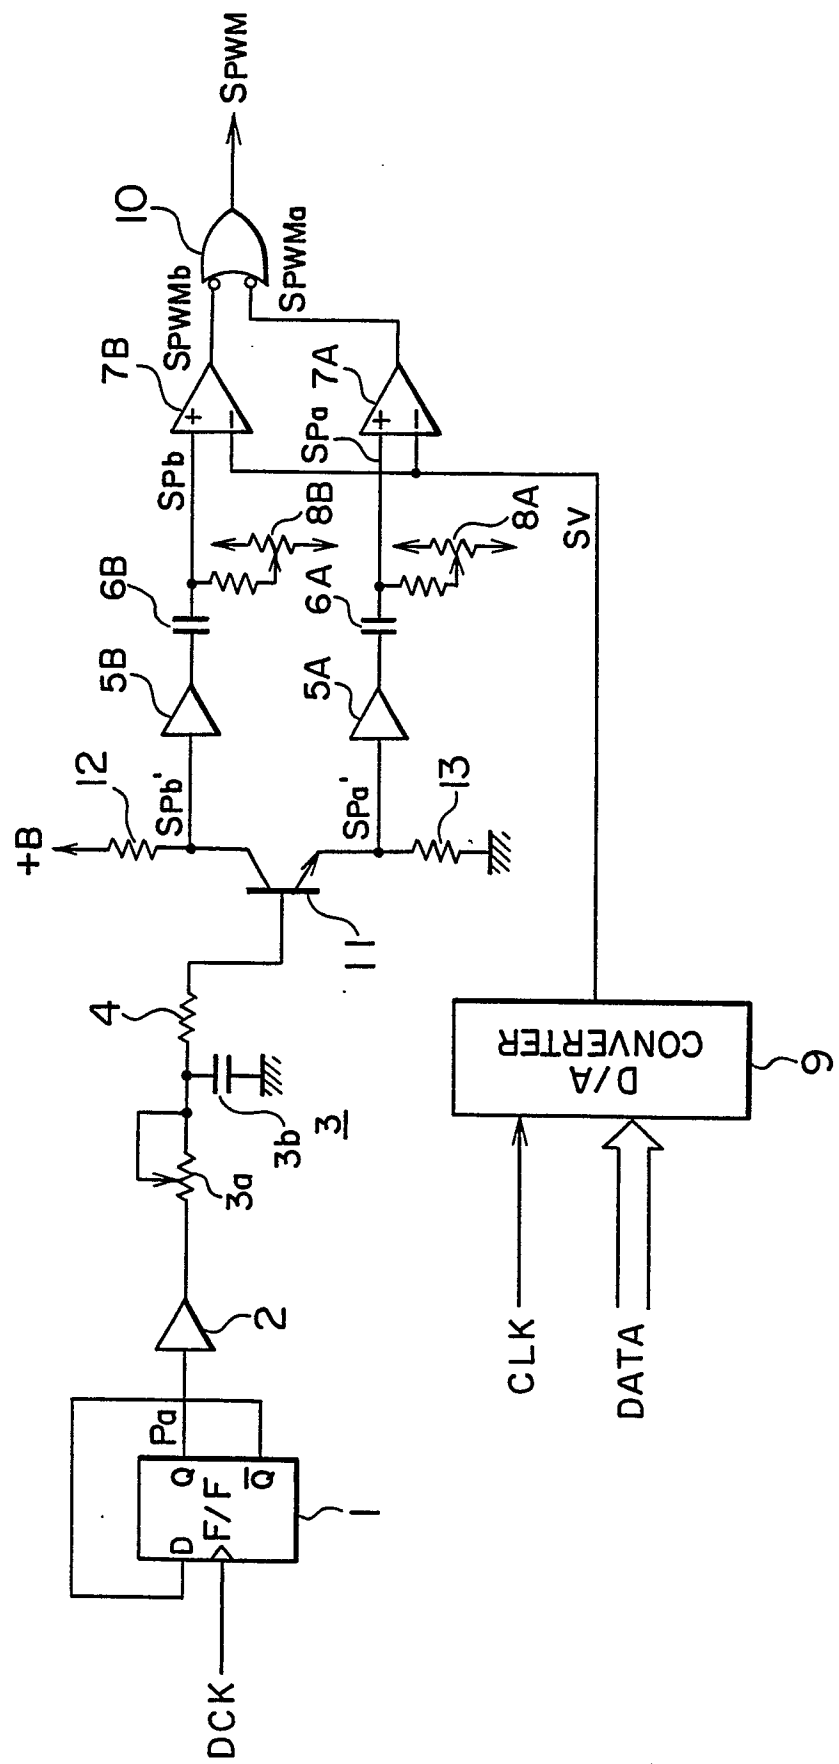 DCK
D
F/F
Q
Q̅
1
Pa
2
3a
3b
3
4
11
+B
12
SPb'
SPa'
13
5B
5A
6B
6A
8B
8A
SPb
SPa
7B
7A
SPWMb
SPWMa
10
SPWM
CLK
DATA
D/A
CONVERTER
9
SV